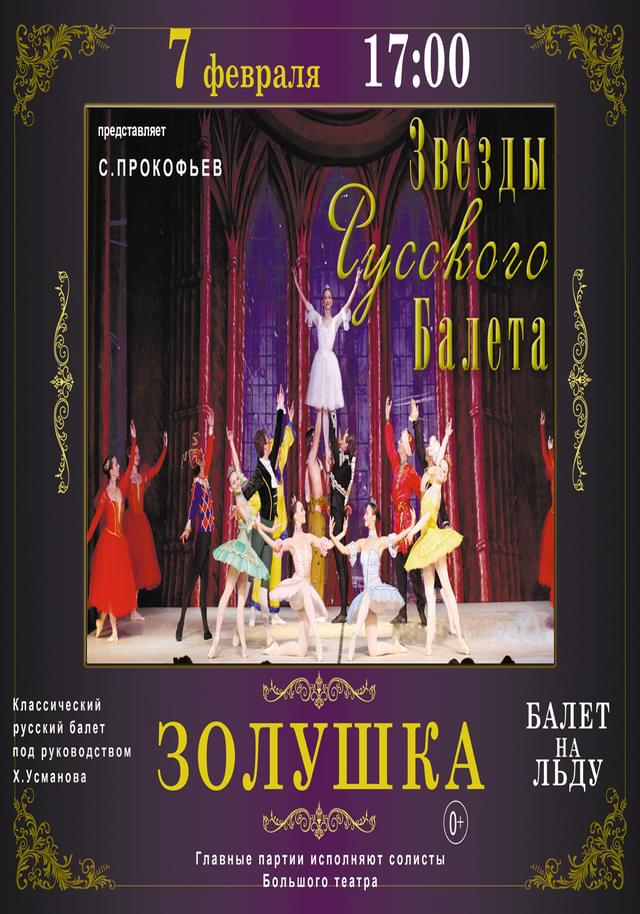 7 февраля 17:00
представляет
С.ПРОКОФЬЕВ
Звезды
Русского
Балета
Классический
русский балет
под руководством
Х.Усманова
ЗОЛУШКА
БАЛЕТ
НА
ЛЬДУ
0+
Главные партии исполняют солисты
Большого театра